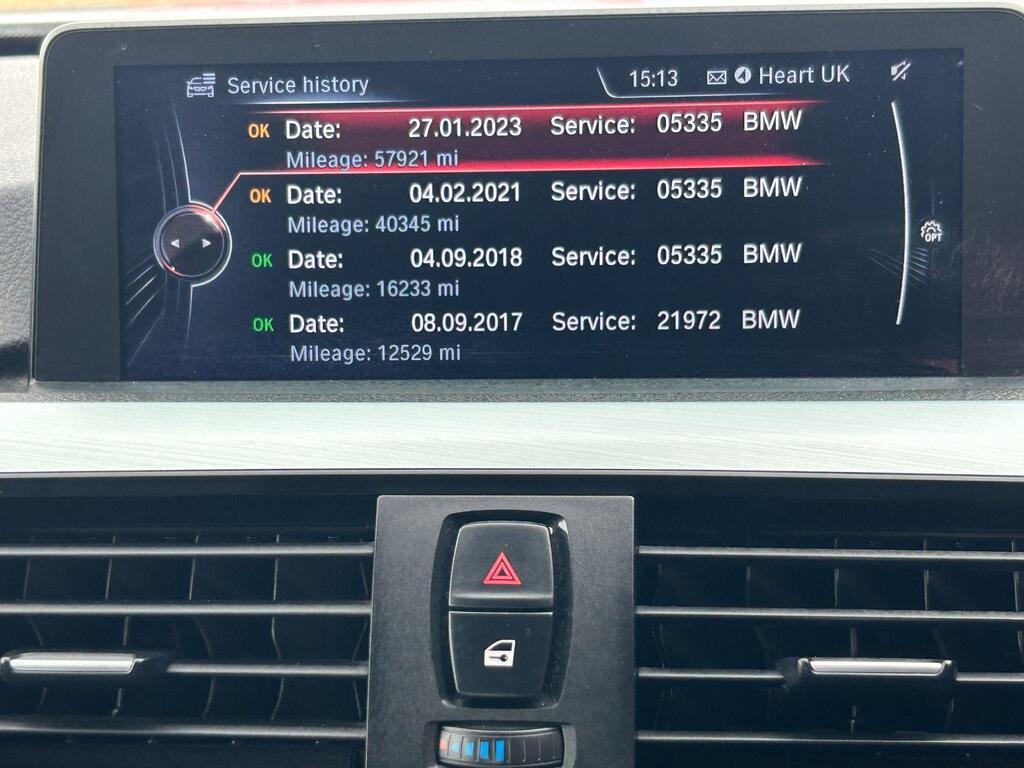 Service history 15:13 Heart UK
OK Date: 27.01.2023 Service: 05335 BMW
Mileage: 57921 mi
OK Date: 04.02.2021 Service: 05335 BMW
Mileage: 40345 mi
OK Date: 04.09.2018 Service: 05335 BMW
Mileage: 16233 mi
OK Date: 08.09.2017 Service: 21972 BMW
Mileage: 12529 mi
OPT